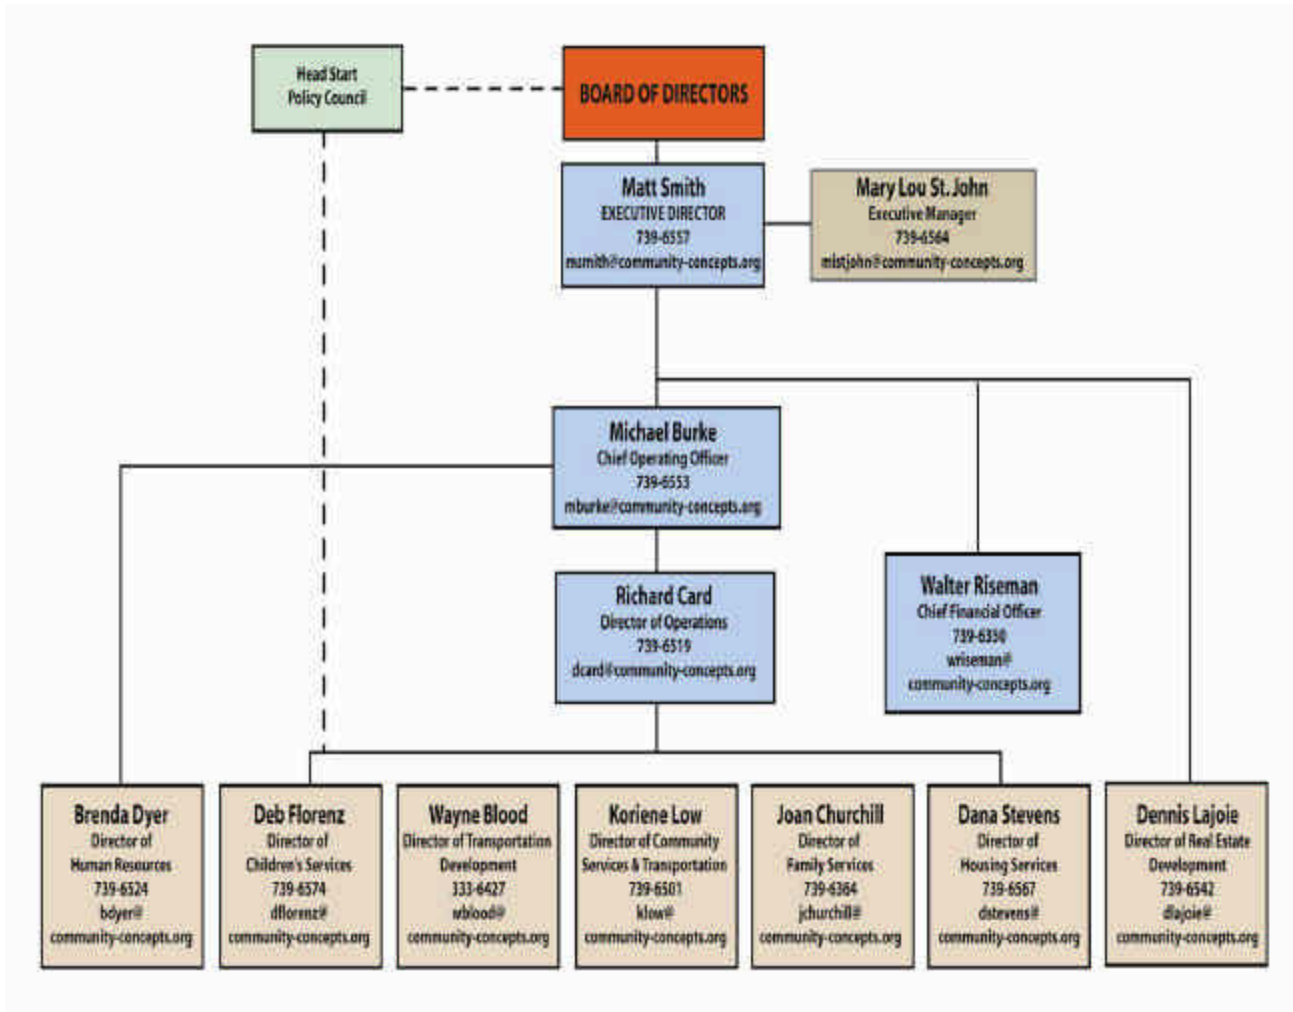 Head Start
Policy Council
BOARD OF DIRECTORS
Matt Smith
EXECUTIVE DIRECTOR
739-6557
msmith@community-concepts.org
Mary Lou St. John
Executive Manager
739-6564
mlstjohn@community-concepts.org
Michael Burke
Chief Operating Officer
739-6553
mburke@community-concepts.org
Richard Card
Director of Operations
739-6519
dcard@community-concepts.org
Walter Riseman
Chief Financial Officer
739-6330
wriseman@
community-concepts.org
Brenda Dyer
Director of
Human Resources
739-6524
bdyer@
community-concepts.org
Deb Florenz
Director of
Children's Services
739-6574
dflorenz@
community-concepts.org
Wayne Blood
Director of Transportation
Development
333-6427
wblood@
community-concepts.org
Koriene Low
Director of Community
Services & Transportation
739-6501
klow@
community-concepts.org
Joan Churchill
Director of
Family Services
739-6364
jchurchill@
community-concepts.org
Dana Stevens
Director of
Housing Services
739-6567
dstevens@
community-concepts.org
Dennis Lajoie
Director of Real Estate
Development
739-6542
dlajoie@
community-concepts.org